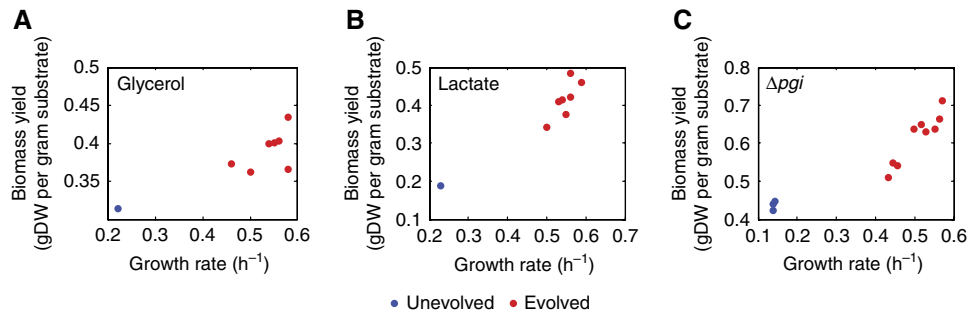 A
Biomass yield
(gDW per gram substrate)
0.5
0.45
0.4
0.35
Glycerol
0.2 0.3 0.4 0.5 0.6
Growth rate (h⁻¹)
B
Biomass yield
(gDW per gram substrate)
0.5
0.4
0.3
0.2
0.1
Lactate
0.2 0.3 0.4 0.5 0.6 0.7
Growth rate (h⁻¹)
C
Biomass yield
(gDW per gram substrate)
0.8
0.7
0.6
0.5
0.4
Δpgi
0.1 0.2 0.3 0.4 0.5 0.6
Growth rate (h⁻¹)
Unevolved Evolved